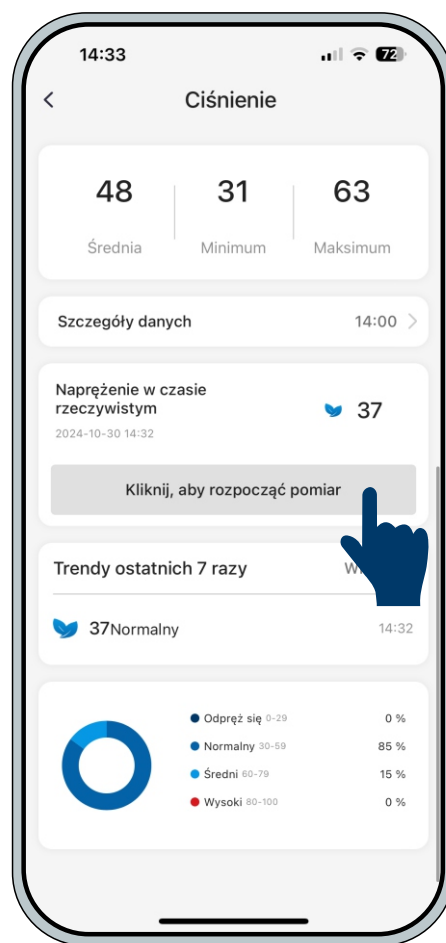 14:33
72
Ciśnienie
48 31 63
Średnia Minimum Maksimum
Szczegóły danych 14:00
Naprężenie w czasie
rzeczywistym
37
2024-10-30 14:32
Kliknij, aby rozpocząć pomiar
Trendy ostatnich 7 razy
37Normalny 14:32
Odpręż się 0-29 0 %
Normalny 30-59 85 %
Średni 60-79 15 %
Wysoki 80-100 0 %